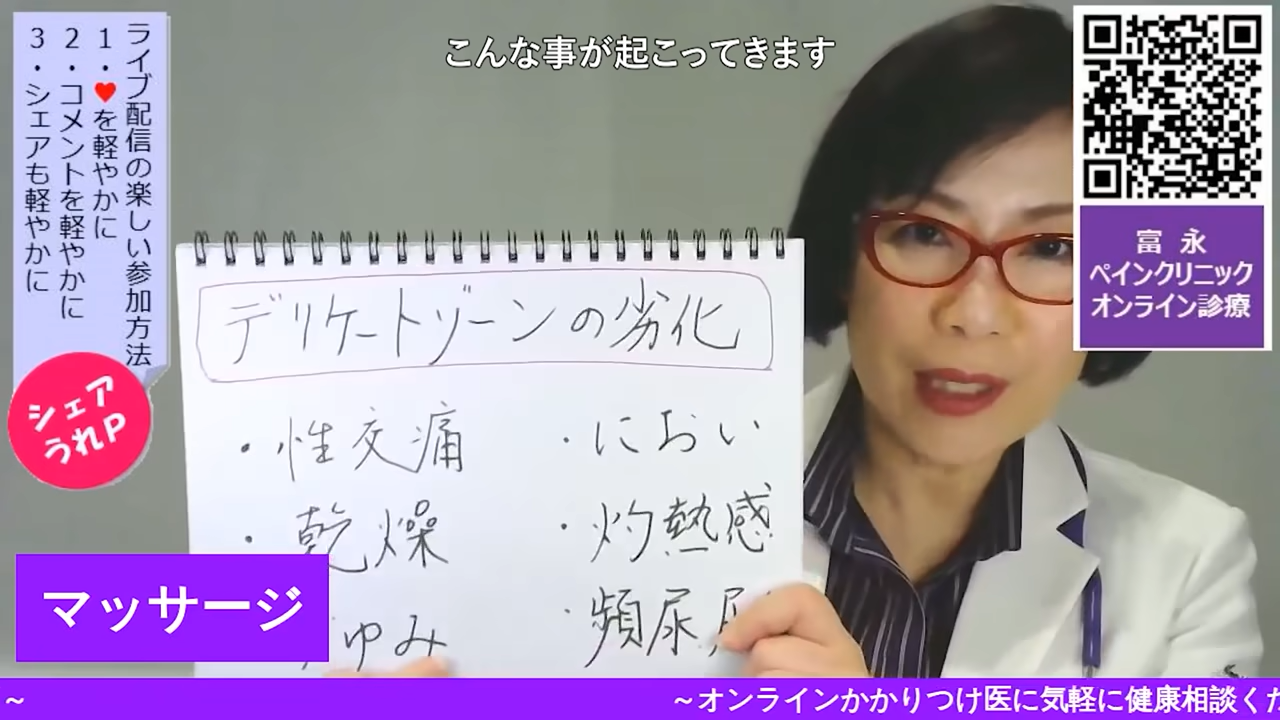 こんな事が起こってきます
ライブ配信の楽しい参加方法
1・♥を軽やかに
2・コメントを軽やかに
3・シェアも軽やかに
シェア
うれP
富 永
ペインクリニック
オンライン診療
デリケートゾーンの劣化
・性交痛
・におい
・乾燥
・灼熱感
ゆみ
・頻尿
マッサージ
～
～オンラインかかりつけ医に気軽に健康相談く